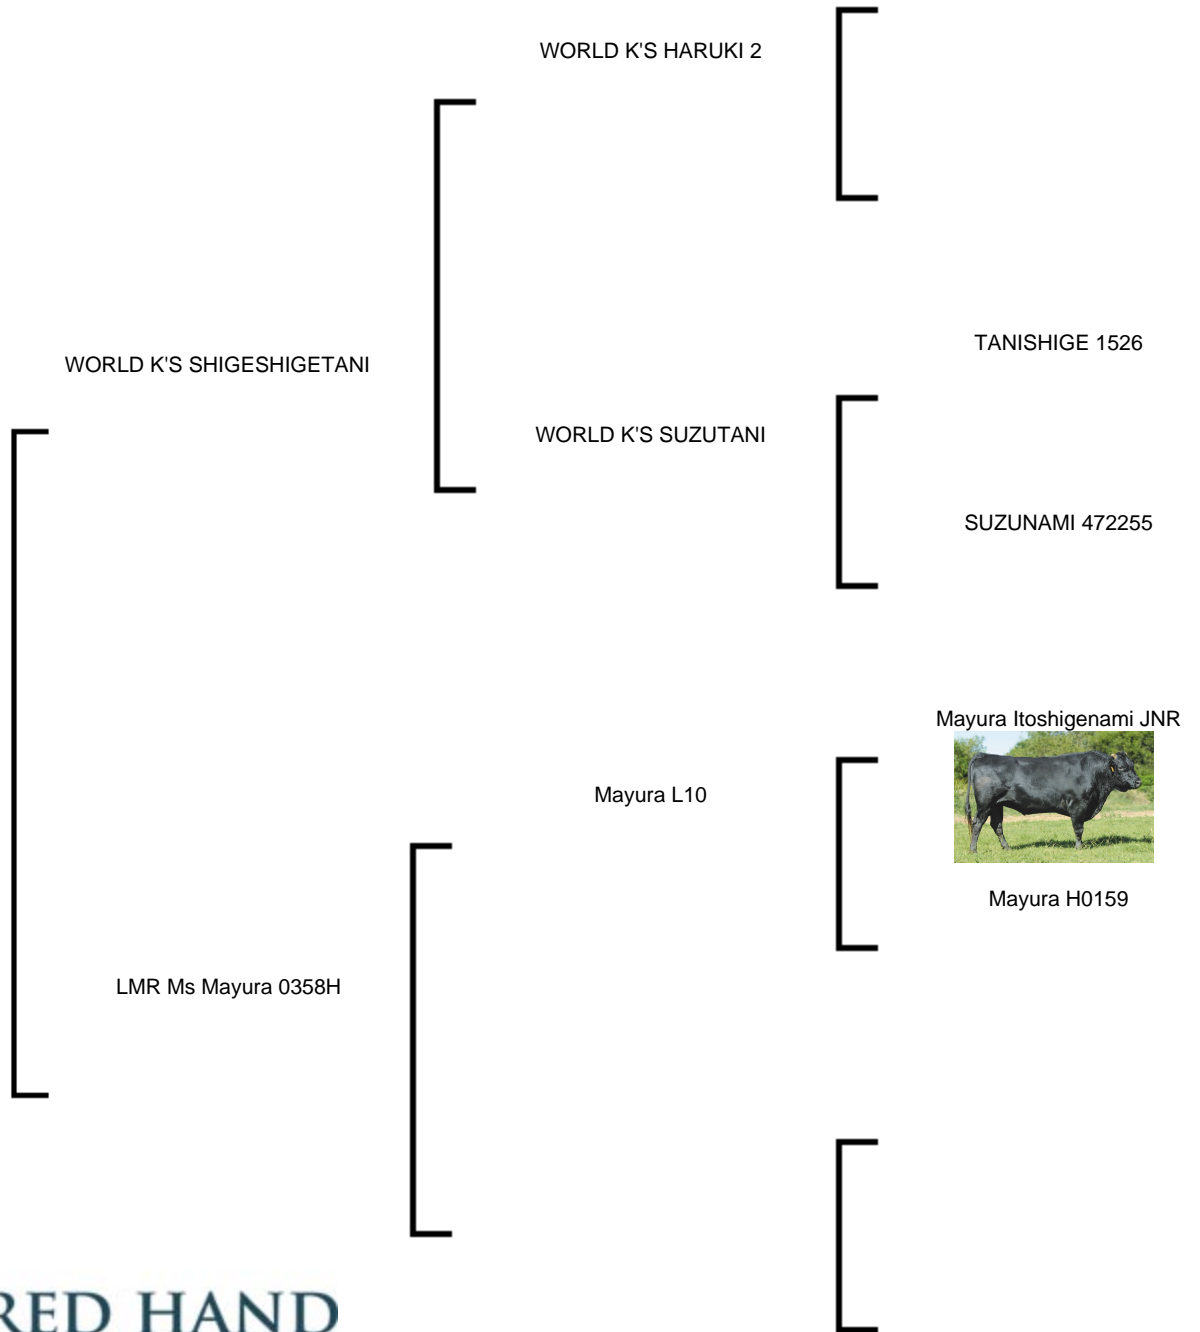 WORLD K'S HARUKI 2
TANISHIGE 1526
WORLD K'S SHIGESHIGETANI
WORLD K'S SUZUTANI
SUZUNAMI 472255
Mayura Itoshigenami JNR
Mayura L10
Mayura H0159
LMR Ms Mayura 0358H
RED HAND